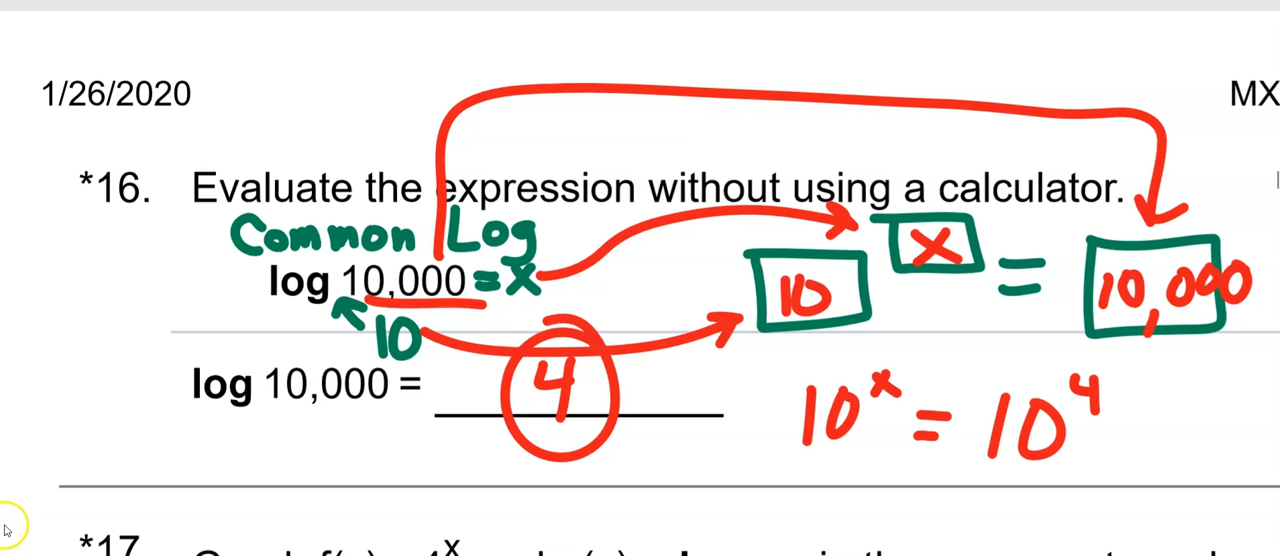 1/26/2020 MX
*16. Evaluate the expression without using a calculator.
Common Log
log 10,000 = x
10
10 x = 10,000
log 10,000 = 4
10^x = 10^4
*17